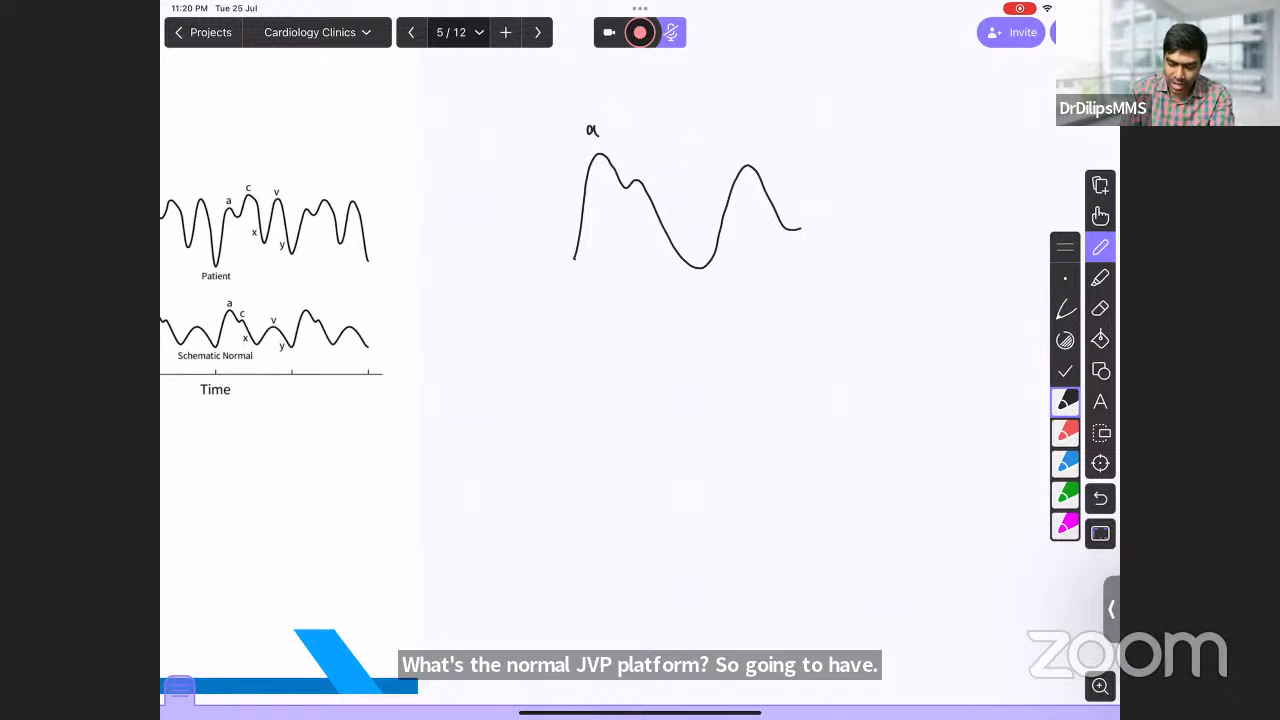 11:20 PM Tue 25 Jul
Projects
Cardiology Clinics
5 / 12
Invite
DrDilipsMMS
a
a
c
v
x
y
Patient
a
c
v
x
y
Schematic Normal
Time
A
What's the normal JVP platform? So going to have.
zoom